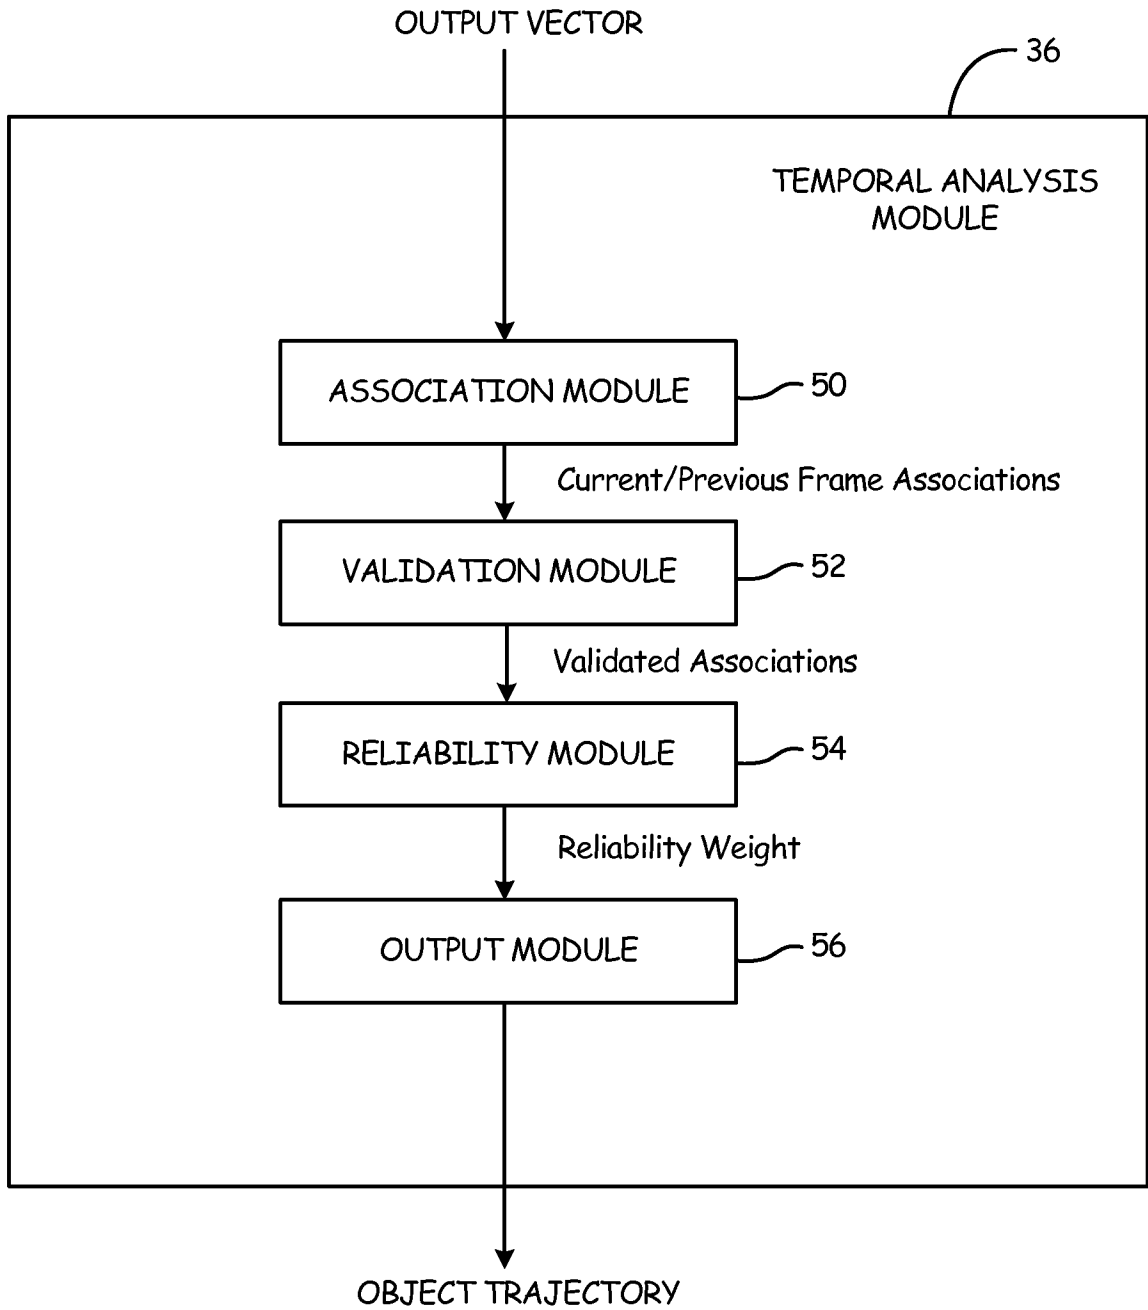 OUTPUT VECTOR
36
TEMPORAL ANALYSIS
MODULE
ASSOCIATION MODULE
50
Current/Previous Frame Associations
VALIDATION MODULE
52
Validated Associations
RELIABILITY MODULE
54
Reliability Weight
OUTPUT MODULE
56
OBJECT TRAJECTORY